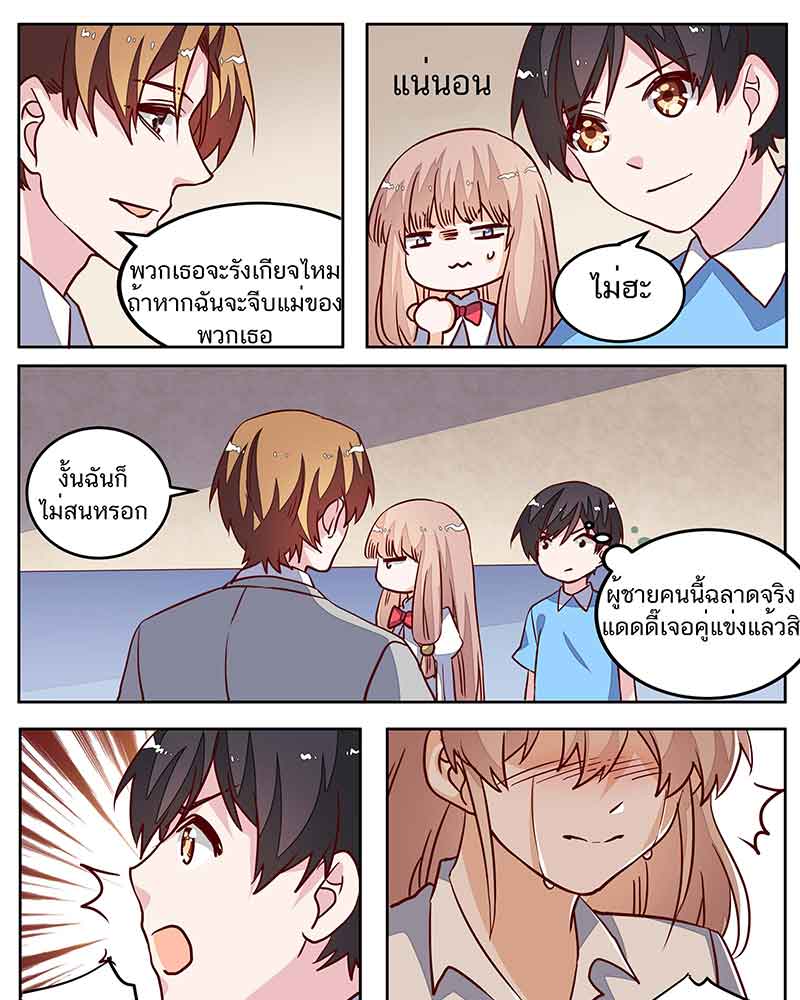 พวกเธอจะรังเกียจไหม
ถ้าหากฉันจะจีบแม่ของ
พวกเธอ
แน่นอน
ไม่ฮะ
งั้นฉันก็
ไม่สนหรอก
ผู้ชายคนนี้ฉลาดจริง
แดดดี๊เจอคู่แข่งแล้วสิ